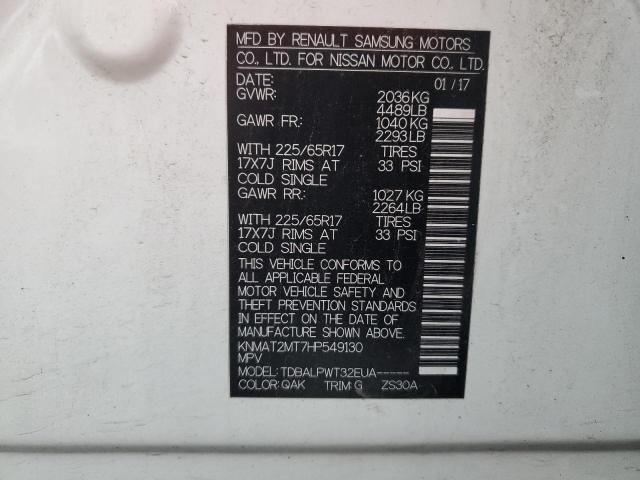 MFD BY RENAULT SAMSUNG MOTORS
CO., LTD. FOR NISSAN MOTOR CO., LTD.
DATE: 01/17
GVWR: 2036KG
4489LB
GAWR FR: 1040KG
2293LB
WITH 225/65R17 TIRES
17X7J RIMS AT 33 PSI
COLD SINGLE
GAWR RR: 1027KG
2264LB
WITH 225/65R17 TIRES
17X7J RIMS AT 33 PSI
COLD SINGLE
THIS VEHICLE CONFORMS TO
ALL APPLICABLE FEDERAL
MOTOR VEHICLE SAFETY AND
THEFT PREVENTION STANDARDS
IN EFFECT ON THE DATE OF
MANUFACTURE SHOWN ABOVE.
KNMAT2MT7HP549130
MPV
MODEL: TDBALPWT32EUA-----
COLOR: QAK TRIM: G ZS30A